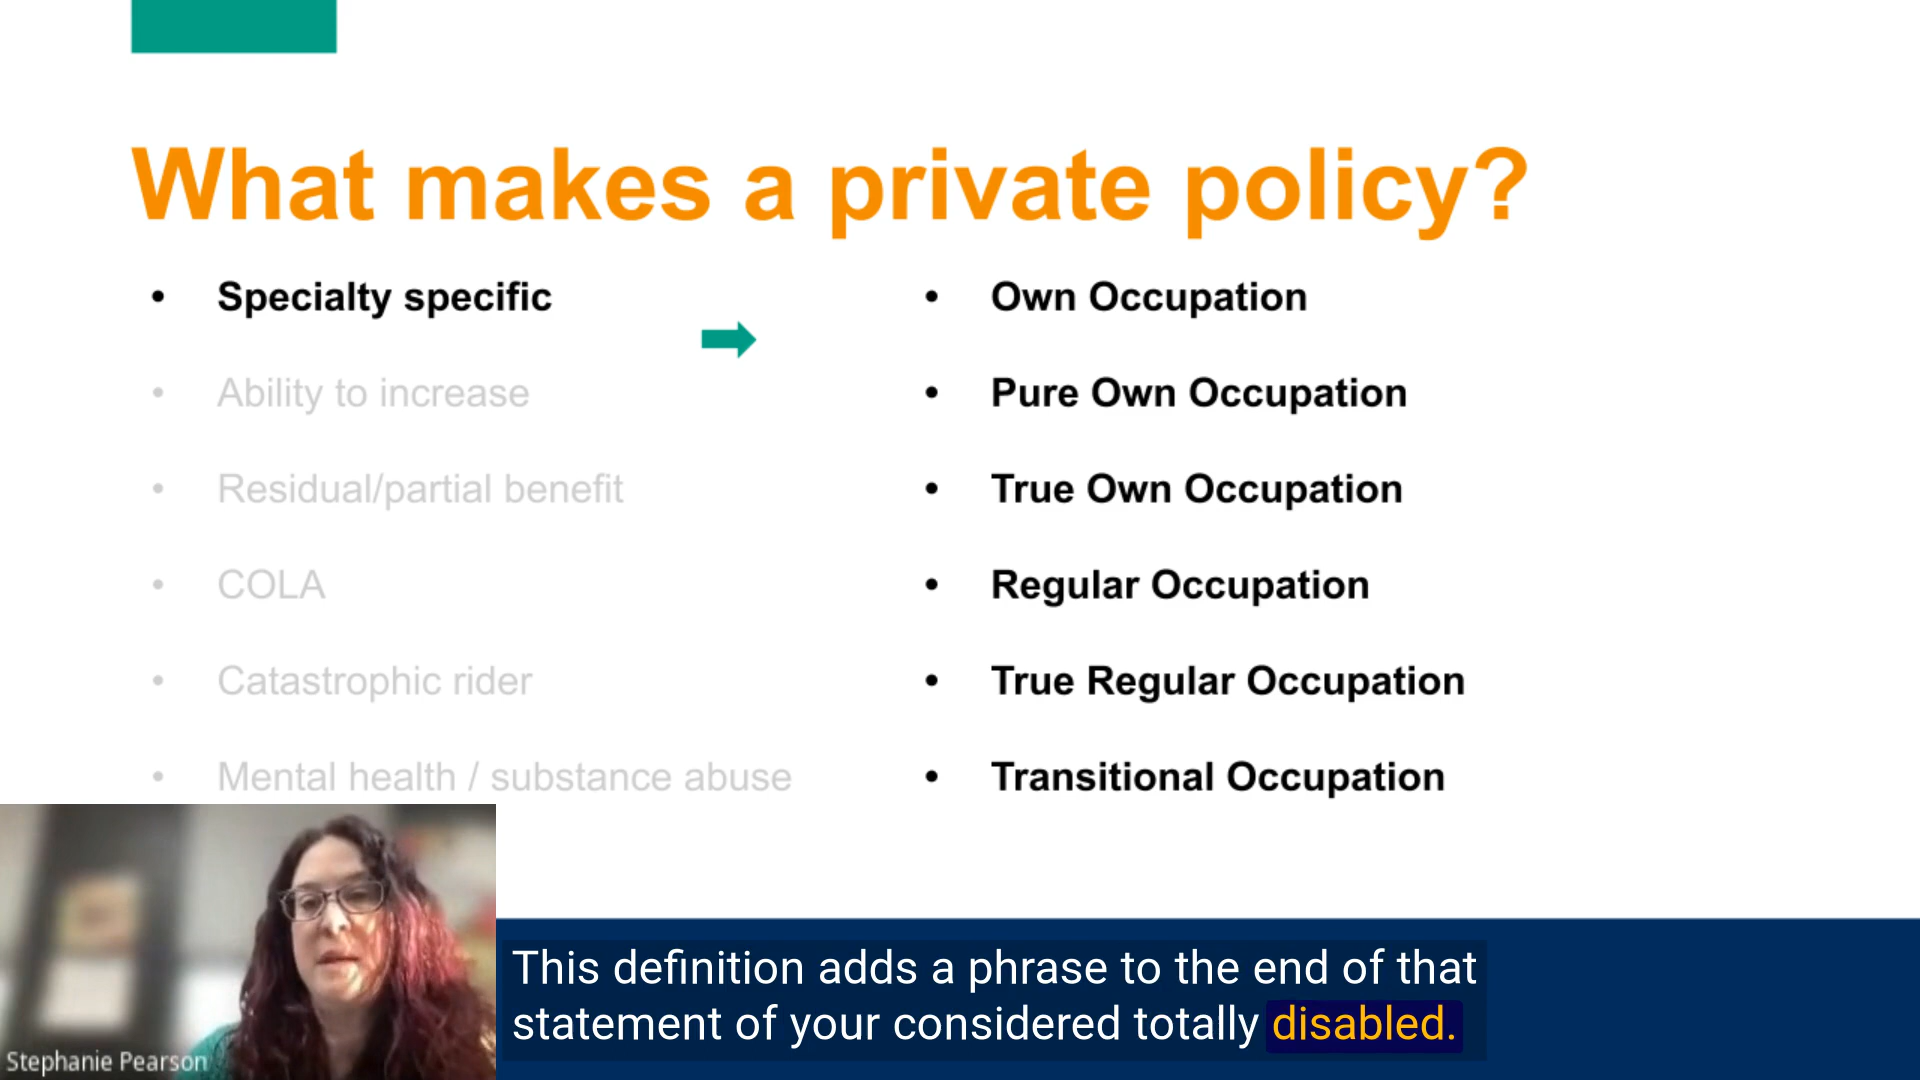 What makes a private policy?
• Specialty specific
• Ability to increase
• Residual/partial benefit
• COLA
• Catastrophic rider
• Mental health / substance abuse
• Own Occupation
• Pure Own Occupation
• True Own Occupation
• Regular Occupation
• True Regular Occupation
• Transitional Occupation
Stephanie Pearson
This definition adds a phrase to the end of that
statement of your considered totally disabled.